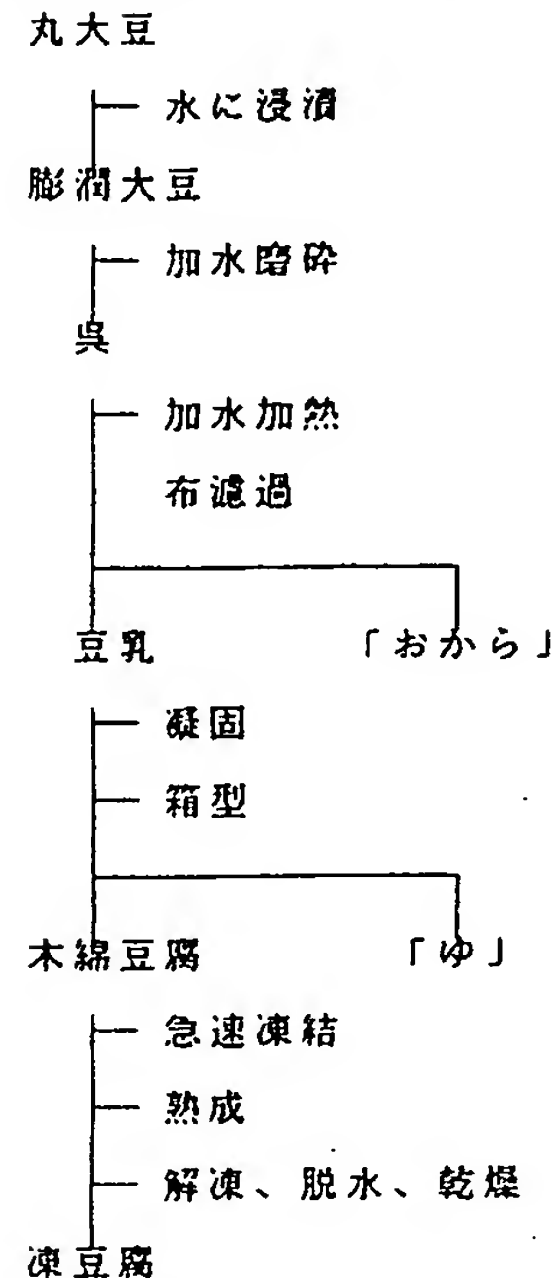 丸大豆
水に浸漬
膨潤大豆
加水磨砕
呉
加水加熱
布濾過
豆乳 「おから」
凝固
箱型
木綿豆腐 「ゆ」
急速凍結
熟成
解凍、脱水、乾燥
凍豆腐